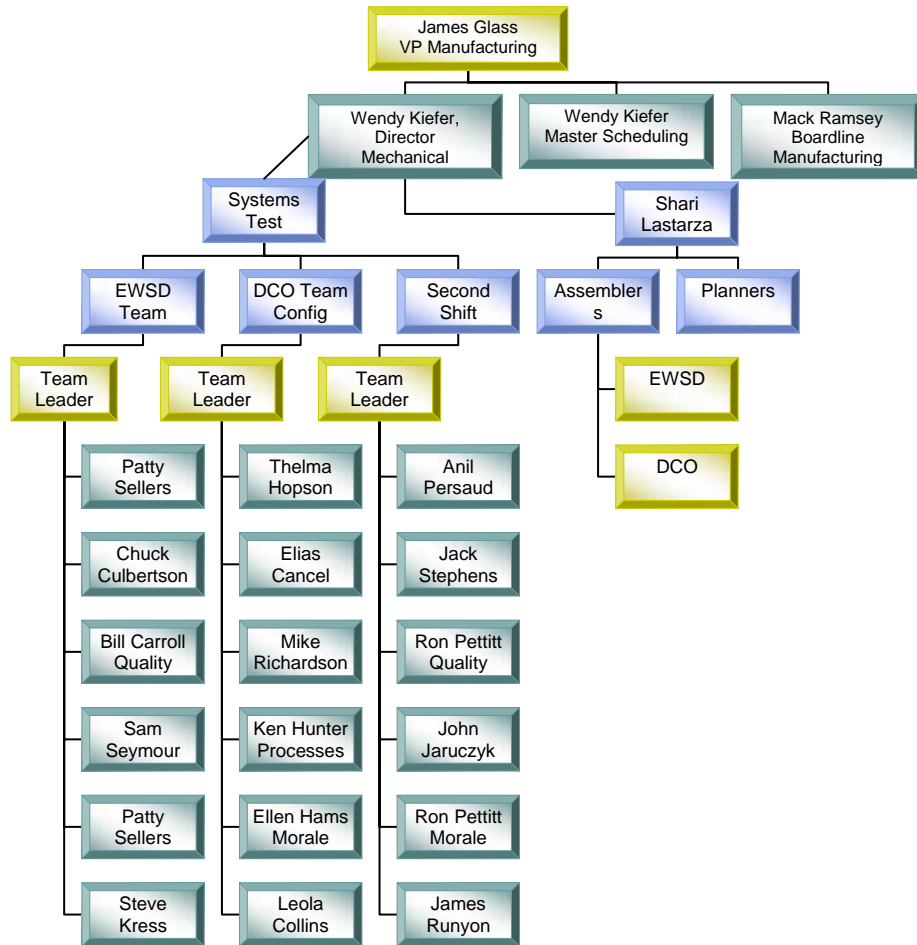 James Glass
VP Manufacturing
Wendy Kiefer,
Director
Mechanical
Wendy Kiefer
Master Scheduling
Mack Ramsey
Boardline
Manufacturing
Systems
Test
Shari
Lastarza
EWSD
Team
DCO Team
Config
Second
Shift
Assembler
s
Planners
Team
Leader
Team
Leader
Team
Leader
EWSD
DCO
Patty
Sellers
Thelma
Hopson
Anil
Persaud
Chuck
Culbertson
Elias
Cancel
Jack
Stephens
Bill Carroll
Quality
Mike
Richardson
Ron Pettitt
Quality
Sam
Seymour
Ken Hunter
Processes
John
Jaruczyk
Patty
Sellers
Ellen Hams
Morale
Ron Pettitt
Morale
Steve
Kress
Leola
Collins
James
Runyon